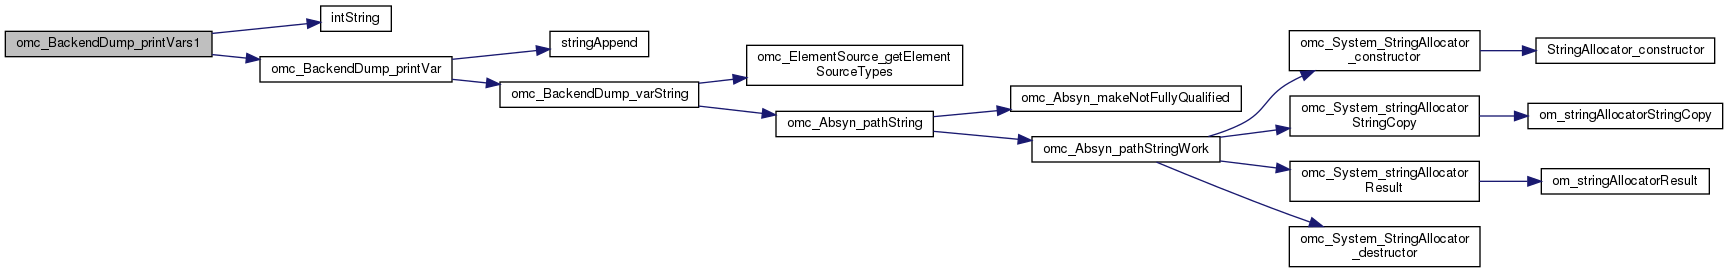 omc_BackendDump_printVars1
intString
omc_BackendDump_printVar
stringAppend
omc_BackendDump_varString
omc_ElementSource_getElement
SourceTypes
omc_Absyn_pathString
omc_Absyn_makeNotFullyQualified
omc_Absyn_pathStringWork
omc_System_StringAllocator
_constructor
StringAllocator_constructor
omc_System_stringAllocator
StringCopy
om_stringAllocatorStringCopy
omc_System_stringAllocator
Result
om_stringAllocatorResult
omc_System_StringAllocator
_destructor